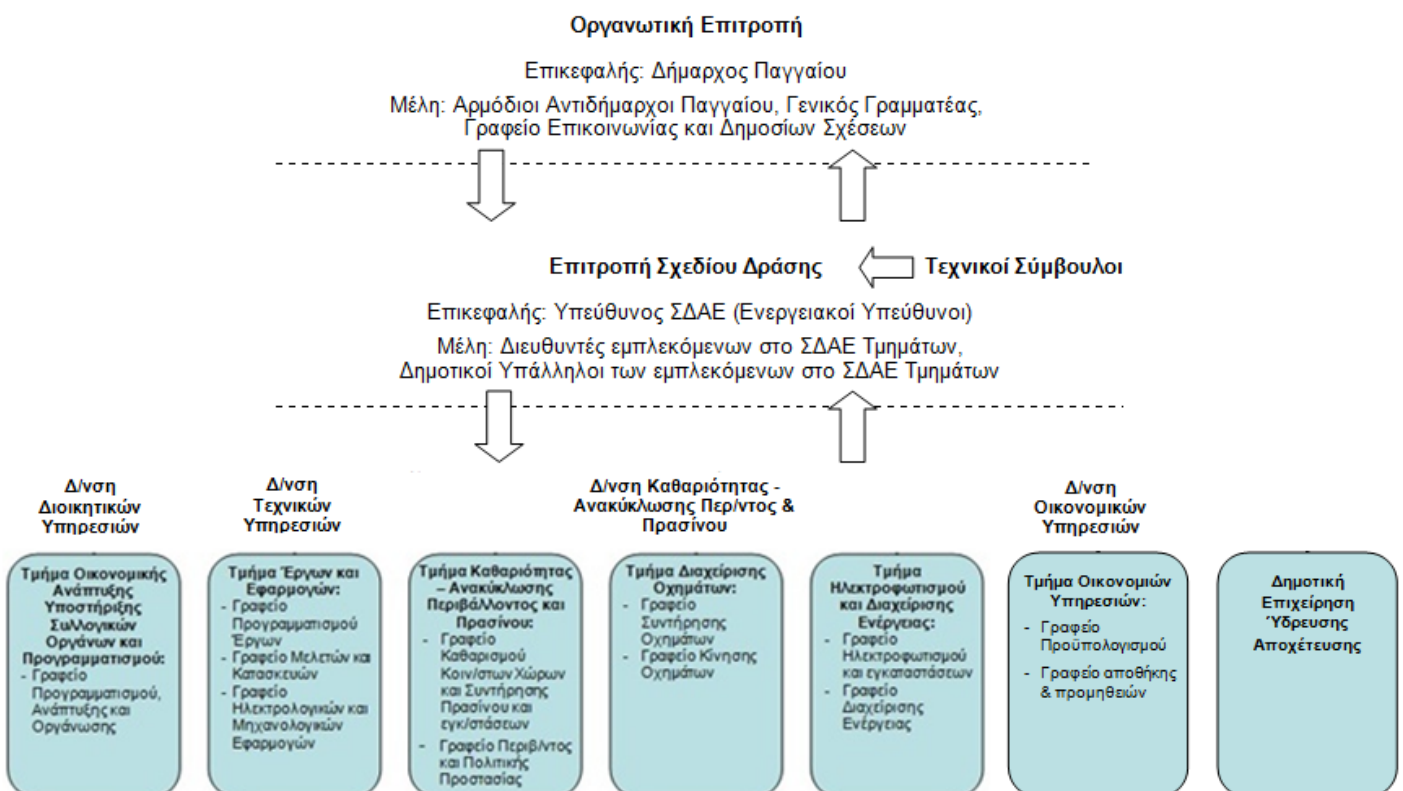 Οργανωτική Επιτροπή
Επικεφαλής: Δήμαρχος Παγγαίου
Μέλη: Αρμόδιοι Αντιδήμαρχοι Παγγαίου, Γενικός Γραμματέας,
Γραφείο Επικοινωνίας και Δημοσίων Σχέσεων
Επιτροπή Σχεδίου Δράσης
Τεχνικοί Σύμβουλοι
Επικεφαλής: Υπεύθυνος ΣΔΑΕ (Ενεργειακοί Υπεύθυνοι)
Μέλη: Διευθυντές εμπλεκόμενων στο ΣΔΑΕ Τμημάτων,
Δημοτικοί Υπάλληλοι των εμπλεκόμενων στο ΣΔΑΕ Τμημάτων
Δ/νση
Διοικητικών
Υπηρεσιών
Δ/νση
Τεχνικών
Υπηρεσιών
Δ/νση Καθαριότητας -
Ανακύκλωσης Περ/ντος &
Πρασίνου
Δ/νση
Οικονομικών
Υπηρεσιών
Τμήμα Οικονομικής
Ανάπτυξης
Υποστήριξης
Συλλογικών
Οργάνων και
Προγραμματισμού:
- Γραφείο
Προγραμματισμού,
Ανάπτυξης και
Οργάνωσης
Τμήμα Έργων και
Εφαρμογών:
- Γραφείο
Προγραμματισμού
Έργων
- Γραφείο Μελετών και
Κατασκευών
- Γραφείο
Ηλεκτρολογικών και
Μηχανολογικών
Εφαρμογών
Τμήμα Καθαριότητας
– Ανακύκλωσης
Περιβάλλοντος και
Πρασίνου:
- Γραφείο
Καθαρισμού
Κοιν/στων Χώρων
και Συντήρησης
Πρασίνου και
εγκ/στάσεων
- Γραφείο Περιβ/ντος
και Πολιτικής
Προστασίας
Τμήμα Διαχείρισης
Οχημάτων:
- Γραφείο
Συντήρησης
Οχημάτων
- Γραφείο Κίνησης
Οχημάτων
Τμήμα
Ηλεκτροφωτισμού
και Διαχείρισης
Ενέργειας:
- Γραφείο
Ηλεκτροφωτισμού
και εγκαταστάσεων
- Γραφείο
Διαχείρισης
Ενέργειας
Τμήμα Οικονομιών
Υπηρεσιών:
- Γραφείο
Προϋπολογισμού
- Γραφείο αποθήκης
& προμηθειών
Δημοτική
Επιχείρηση
Ύδρευσης
Αποχέτευσης